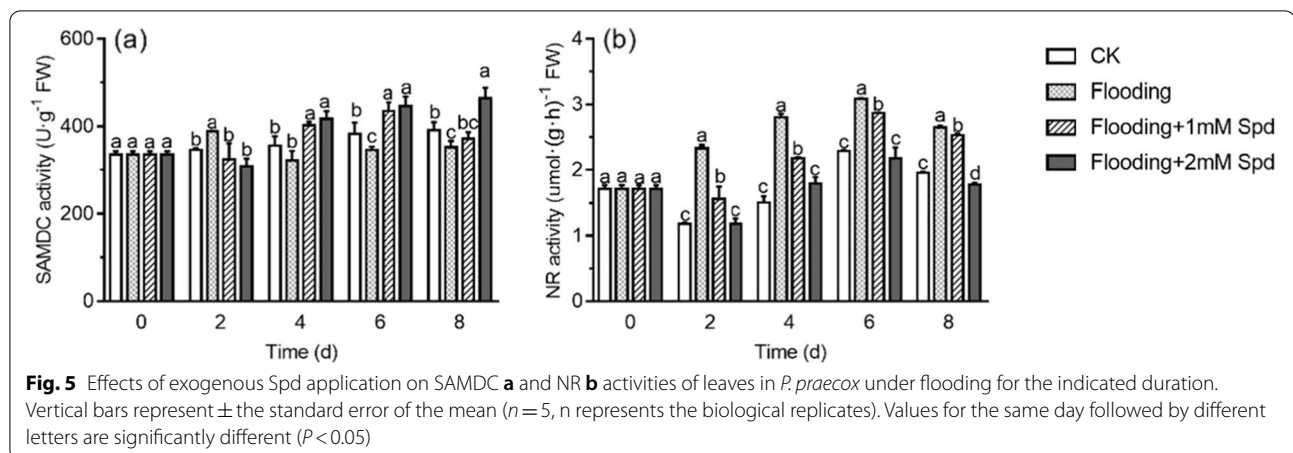 (a)
600
400
200
0
SAMDC activity (U·g⁻¹ FW)
a a a a
b a b b
b b a a
b c a a
b c bc a
0 2 4 6 8
Time (d)
(b)
4
3
2
1
0
NR activity (umol·(g·h)⁻¹ FW)
a a a a
c a b c
c a b c
c a b c
c a b d
0 2 4 6 8
Time (d)
CK
Flooding
Flooding+1mM Spd
Flooding+2mM Spd
Fig. 5 Effects of exogenous Spd application on SAMDC a and NR b activities of leaves in P. praecox under flooding for the indicated duration.
Vertical bars represent ± the standard error of the mean (n = 5, n represents the biological replicates). Values for the same day followed by different
letters are significantly different (P < 0.05)